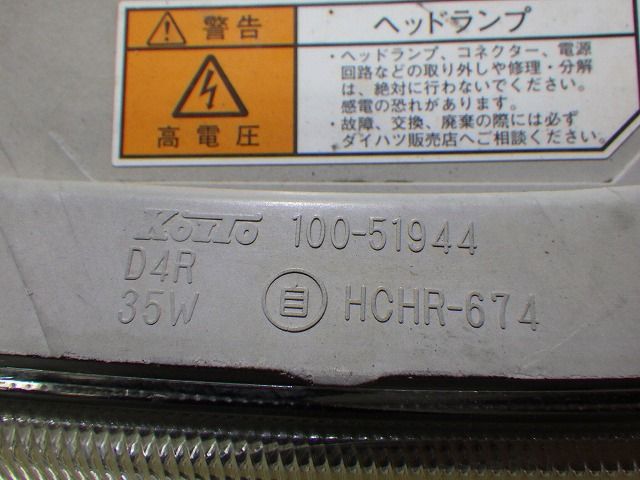 警告
高電圧
ヘッドランプ
・ヘッドランプ、コネクター、電源
回路などの取り外しや修理・分解
は、絶対に行わないでください。
感電の恐れがあります。
・故障、交換、廃棄の際には必ず
ダイハツ販売店へご相談ください。
KOITO 100-51944
D4R
35W 自 HCHR-674